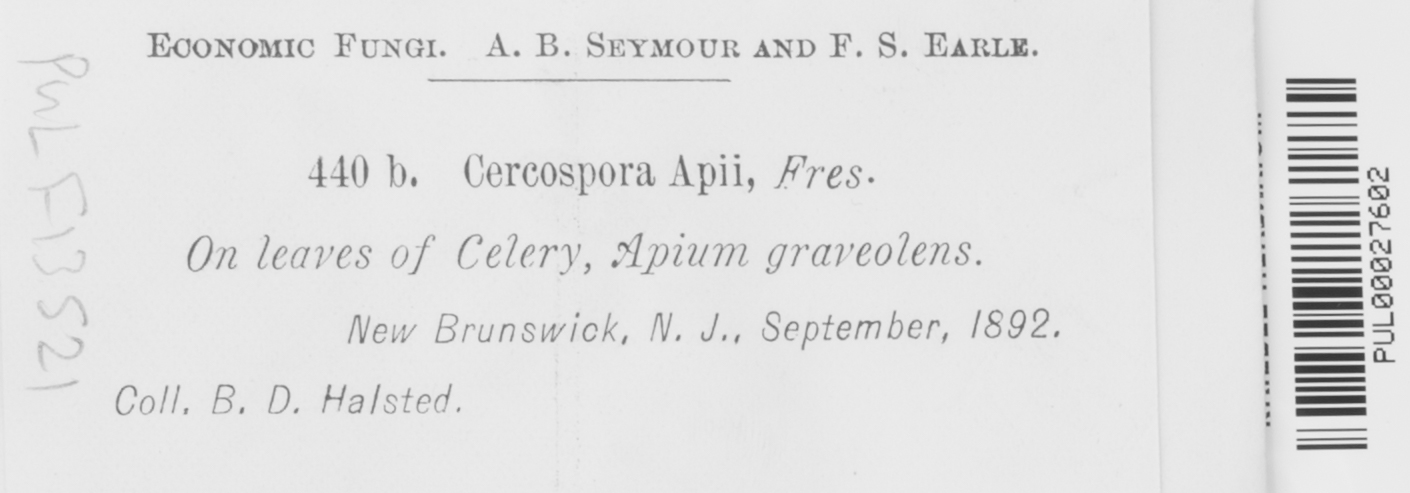 ECONOMIC FUNGI. A. B. SEYMOUR AND F. S. EARLE.
440 b. Cercospora Apii, Fres.
On leaves of Celery, Apium graveolens.
New Brunswick, N. J., September, 1892.
Coll. B. D. Halsted.
PUL F13521
PUL00027602